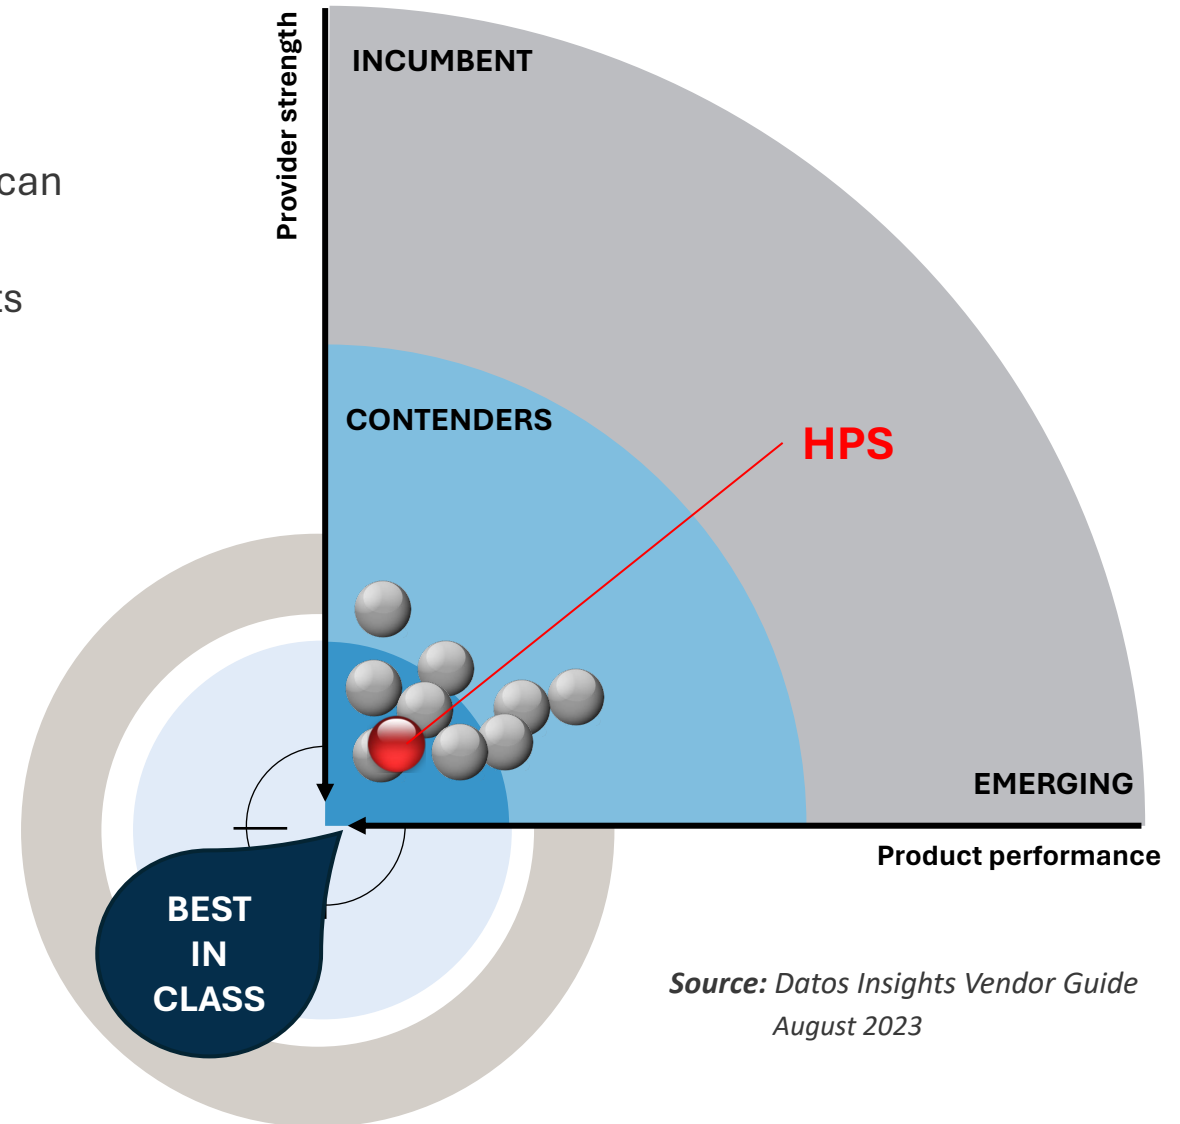 Provider strength
INCUMBENT
can
CONTENDERS
HPS
EMERGING
Product performance
BEST
IN
CLASS
Source: Datos Insights Vendor Guide
August 2023